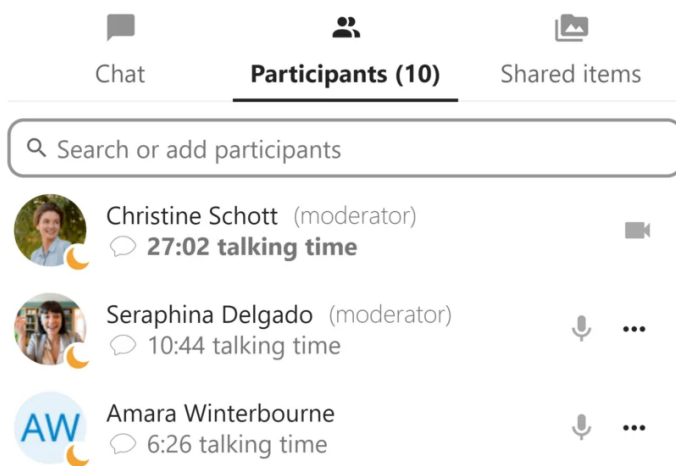 Chat
Participants (10)
Shared items
Search or add participants
Christine Schott (moderator)
27:02 talking time
Seraphina Delgado (moderator)
10:44 talking time
AW
Amara Winterbourne
6:26 talking time